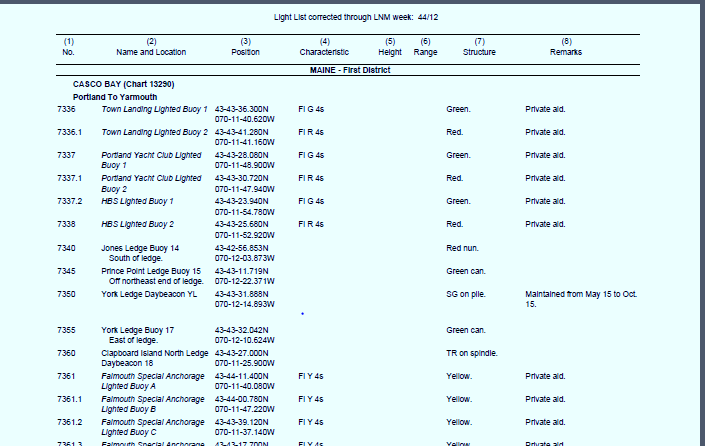 Light List corrected through LNM week: 44/12
(1) (2) (3) (4) (5) (6) (7) (8)
No. Name and Location Position Characteristic Height Range Structure Remarks
MAINE - First District
CASCO BAY (Chart 13290)
Portland To Yarmouth
7336 Town Landing Lighted Buoy 1 43-43-36.300N Fl G 4s Green. Private aid.
070-11-40.620W
7336.1 Town Landing Lighted Buoy 2 43-43-41.280N Fl R 4s Red. Private aid.
070-11-41.160W
7337 Portland Yacht Club Lighted 43-43-28.080N Fl G 4s Green. Private aid.
Buoy 1 070-11-48.900W
7337.1 Portland Yacht Club Lighted 43-43-30.720N Fl R 4s Red. Private aid.
Buoy 2 070-11-47.940W
7337.2 HBS Lighted Buoy 1 43-43-23.940N Fl G 4s Green. Private aid.
070-11-54.780W
7338 HBS Lighted Buoy 2 43-43-25.680N Fl R 4s Red. Private aid.
070-11-52.920W
7340 Jones Ledge Buoy 14 43-42-56.853N Red nun.
South of ledge. 070-12-03.873W
7345 Prince Point Ledge Buoy 15 43-43-11.719N Green can.
Off northeast end of ledge. 070-12-22.371W
7350 York Ledge Daybeacon YL 43-43-31.888N SG on pile. Maintained from May 15 to Oct.
070-12-14.893W 15.
7355 York Ledge Buoy 17 43-43-32.042N Green can.
East of ledge. 070-12-10.624W
7360 Clapboard Island North Ledge 43-43-27.000N TR on spindle.
Daybeacon 18 070-11-25.900W
7361 Falmouth Special Anchorage 43-44-11.400N Fl Y 4s Yellow. Private aid.
Lighted Buoy A 070-11-40.080W
7361.1 Falmouth Special Anchorage 43-44-00.780N Fl Y 4s Yellow. Private aid.
Lighted Buoy B 070-11-47.220W
7361.2 Falmouth Special Anchorage 43-43-39.120N Fl Y 4s Yellow. Private aid.
Lighted Buoy C 070-11-37.140W
7361.3 Falmouth Special Anchorage 43-43-17.700N Fl Y 4s Yellow. Private aid.